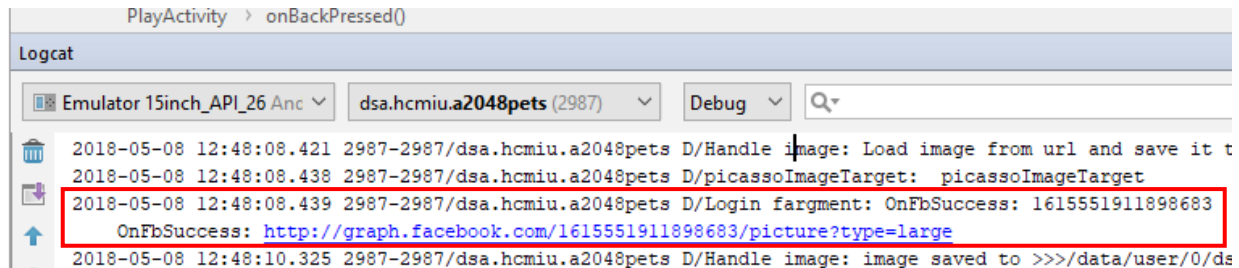 PlayActivity > onBackPressed()
Logcat
Emulator 15inch_API_26 And dsa.hcmiu.a2048pets (2987) Debug
2018-05-08 12:48:08.421 2987-2987/dsa.hcmiu.a2048pets D/Handle image: Load image from url and save it t
2018-05-08 12:48:08.438 2987-2987/dsa.hcmiu.a2048pets D/picassoImageTarget:  picassoImageTarget
2018-05-08 12:48:08.439 2987-2987/dsa.hcmiu.a2048pets D/Login fargment: OnFbSuccess: 1615551911898683
OnFbSuccess: http://graph.facebook.com/1615551911898683/picture?type=large
2018-05-08 12:48:10.325 2987-2987/dsa.hcmiu.a2048pets D/Handle image: image saved to >>>/data/user/0/ds